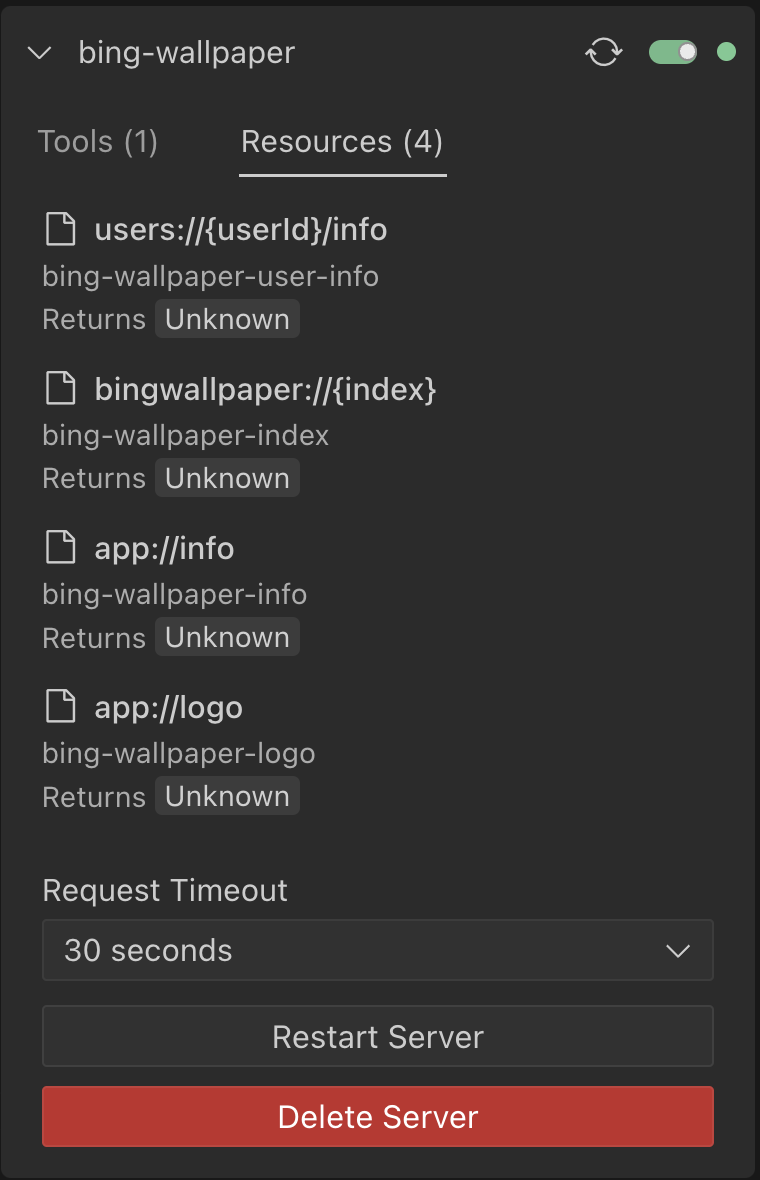 bing-wallpaper
Tools (1) Resources (4)
users://{userId}/info
bing-wallpaper-user-info
Returns Unknown
bingwallpaper://{index}
bing-wallpaper-index
Returns Unknown
app://info
bing-wallpaper-info
Returns Unknown
app://logo
bing-wallpaper-logo
Returns Unknown
Request Timeout
30 seconds
Restart Server
Delete Server